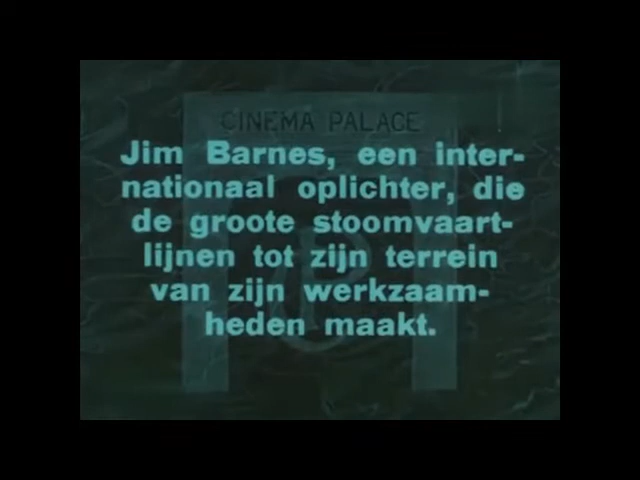 CINEMA PALACE
Jim Barnes, een inter-
nationaal oplichter, die
de groote stoomvaart-
lijnen tot zijn terrein
van zijn werkzaam-
heden maakt.